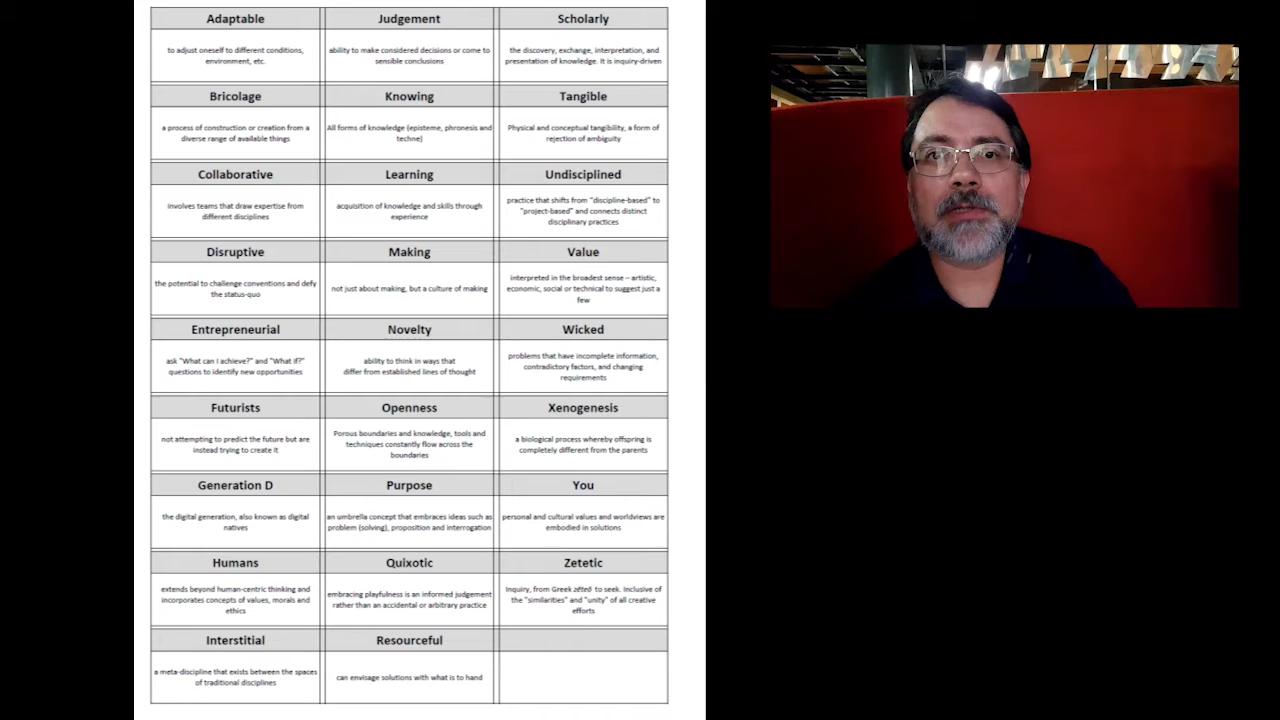 Adaptable
to adjust oneself to different conditions,
environment, etc.
Judgement
ability to make considered decisions or come to
sensible conclusions
Scholarly
the discovery, exchange, interpretation, and
presentation of knowledge. It is inquiry-driven
Bricolage
a process of construction or creation from a
diverse range of available things
Knowing
All forms of knowledge (episteme, phronesis and
techne)
Tangible
Physical and conceptual tangibility, a form of
rejection of ambiguity
Collaborative
involves teams that draw expertise from
different disciplines
Learning
acquisition of knowledge and skills through
experience
Undisciplined
practice that shifts from “discipline-based” to
“project-based” and connects distinct
disciplinary practices
Disruptive
the potential to challenge conventions and defy
the status-quo
Making
not just about making, but a culture of making
Value
interpreted in the broadest sense – artistic,
economic, social or technical to suggest just a
few
Entrepreneurial
ask “What can I achieve?” and “What if?”
questions to identify new opportunities
Novelty
ability to think in ways that
differ from established lines of thought
Wicked
problems that have incomplete information,
contradictory factors, and changing
requirements
Futurists
not attempting to predict the future but are
instead trying to create it
Openness
Porous boundaries and knowledge, tools and
techniques constantly flow across the
boundaries
Xenogenesis
a biological process whereby offspring is
completely different from the parents
Generation D
the digital generation, also known as digital
natives
Purpose
an umbrella concept that embraces ideas such as
problem (solving), proposition and interrogation
You
personal and cultural values and worldviews are
embodied in solutions
Humans
extends beyond human-centric thinking and
incorporates concepts of values, morals and
ethics
Quixotic
embracing playfulness is an informed judgement
rather than an accidental or arbitrary practice
Zetetic
Inquiry, from Greek zēteō to seek. Inclusive of
the “similarities” and “unity” of all creative
efforts
Interstitial
a meta-discipline that exists between the spaces
of traditional disciplines
Resourceful
can envisage solutions with what is to hand